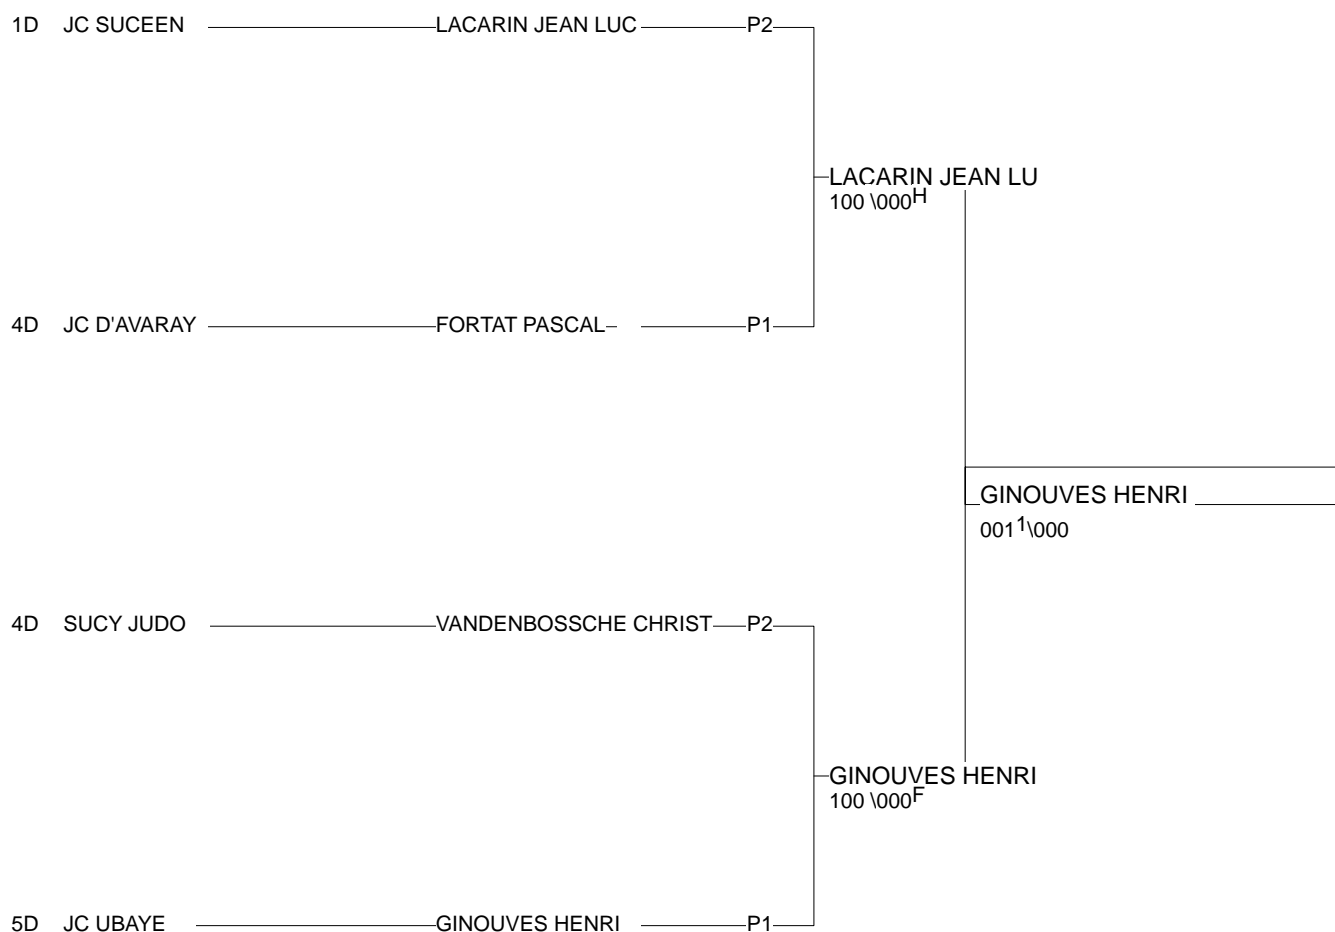 1D JC SUCEEN LACARIN JEAN LUC P2
LACARIN JEAN LU
100 \000H
4D JC D'AVARAY FORTAT PASCAL P1
GINOUVES HENRI
0011\000
4D SUCY JUDO VANDENBOSSCHE CHRIST P2
GINOUVES HENRI
100 \000F
5D JC UBAYE GINOUVES HENRI P1